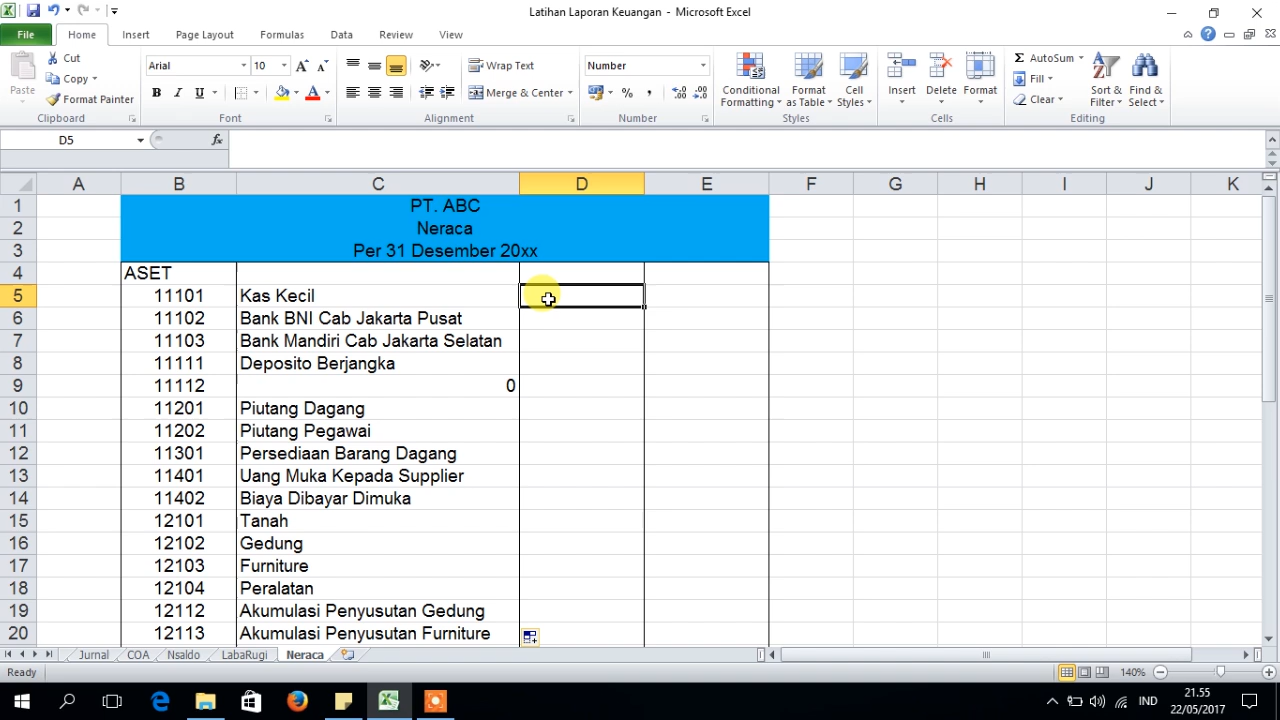 Latihan Laporan Keuangan - Microsoft Excel
File Home Insert Page Layout Formulas Data Review View
Paste
Cut
Copy
Format Painter
Clipboard
Arial 10
B I U A
Font
Wrap Text
Merge & Center
Alignment
Number
% ,
Number
Conditional Formatting
Format as Table
Cell Styles
Styles
Insert Delete Format
Cells
Σ AutoSum
Fill
Clear
Sort & Filter
Find & Select
Editing
D5 fx
A B C D E F G H I J K
1 PT. ABC
2 Neraca
3 Per 31 Desember 20xx
4 ASET
5 11101 Kas Kecil
6 11102 Bank BNI Cab Jakarta Pusat
7 11103 Bank Mandiri Cab Jakarta Selatan
8 11111 Deposito Berjangka
9 11112 0
10 11201 Piutang Dagang
11 11202 Piutang Pegawai
12 11301 Persediaan Barang Dagang
13 11401 Uang Muka Kepada Supplier
14 11402 Biaya Dibayar Dimuka
15 12101 Tanah
16 12102 Gedung
17 12103 Furniture
18 12104 Peralatan
19 12112 Akumulasi Penyusutan Gedung
20 12113 Akumulasi Penyusutan Furniture
Jurnal COA Nsaldo LabaRugi Neraca
Ready 140%
IND
21.55
22/05/2017